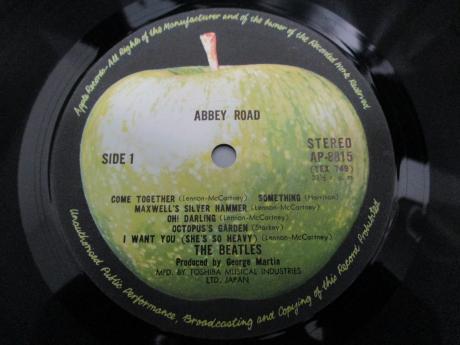 Apple Records—All Rights of the Manufacturer and of the Owner of the Recorded Work Reserved
ABBEY ROAD
SIDE 1
STEREO
AP-8815
(YEX 749)
33⅓ r.p.m
COME TOGETHER (Lennon-McCartney) SOMETHING (Harrison)
MAXWELL'S SILVER HAMMER (Lennon-McCartney)
OH! DARLING (Lennon-McCartney)
OCTOPUS'S GARDEN (Starkey)
I WANT YOU (SHE'S SO HEAVY) (Lennon-McCartney)
THE BEATLES
Produced by George Martin
MFD. BY TOSHIBA MUSICAL INDUSTRIES
LTD. JAPAN
Unauthorised Public Performance, Broadcasting and Copying of this Record Prohibited